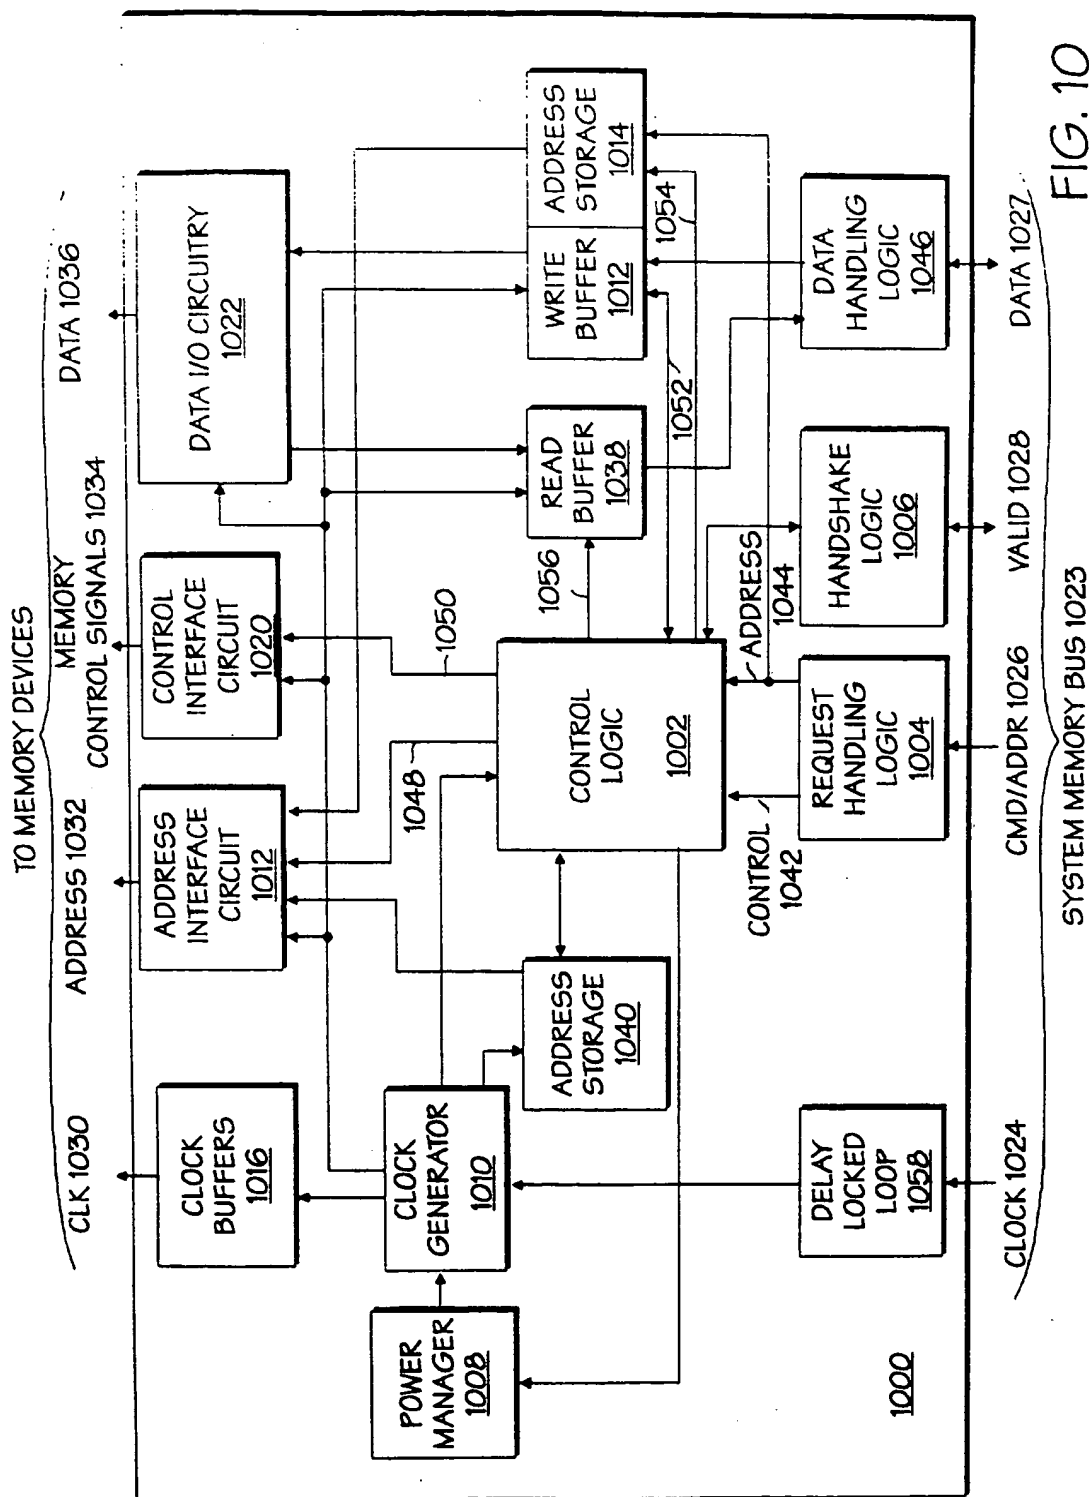 TO MEMORY DEVICES
CLK 1030
ADDRESS 1032
MEMORY
CONTROL SIGNALS 1034
DATA 1036
CLOCK
BUFFERS
1016
ADDRESS
INTERFACE
CIRCUIT
1012
CONTROL
INTERFACE
CIRCUIT
1020
DATA I/O CIRCUITRY
1022
POWER
MANAGER
1008
CLOCK
GENERATOR
1010
1048
1050
ADDRESS
STORAGE
1040
CONTROL
LOGIC
1002
1056
READ
BUFFER
1038
WRITE
BUFFER
1012
ADDRESS
STORAGE
1014
1052
1054
CONTROL
1042
ADDRESS
1044
DELAY
LOCKED
LOOP
1058
REQUEST
HANDLING
LOGIC
1004
HANDSHAKE
LOGIC
1006
DATA
HANDLING
LOGIC
1046
1000
CLOCK 1024
CMD/ADDR 1026
VALID 1028
DATA 1027
SYSTEM MEMORY BUS 1023
FIG. 10